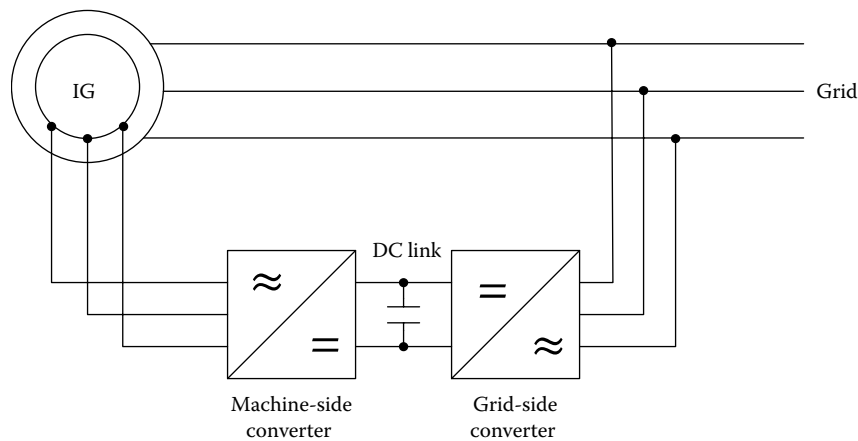 IG
Grid
DC link
Machine-side
converter
Grid-side
converter